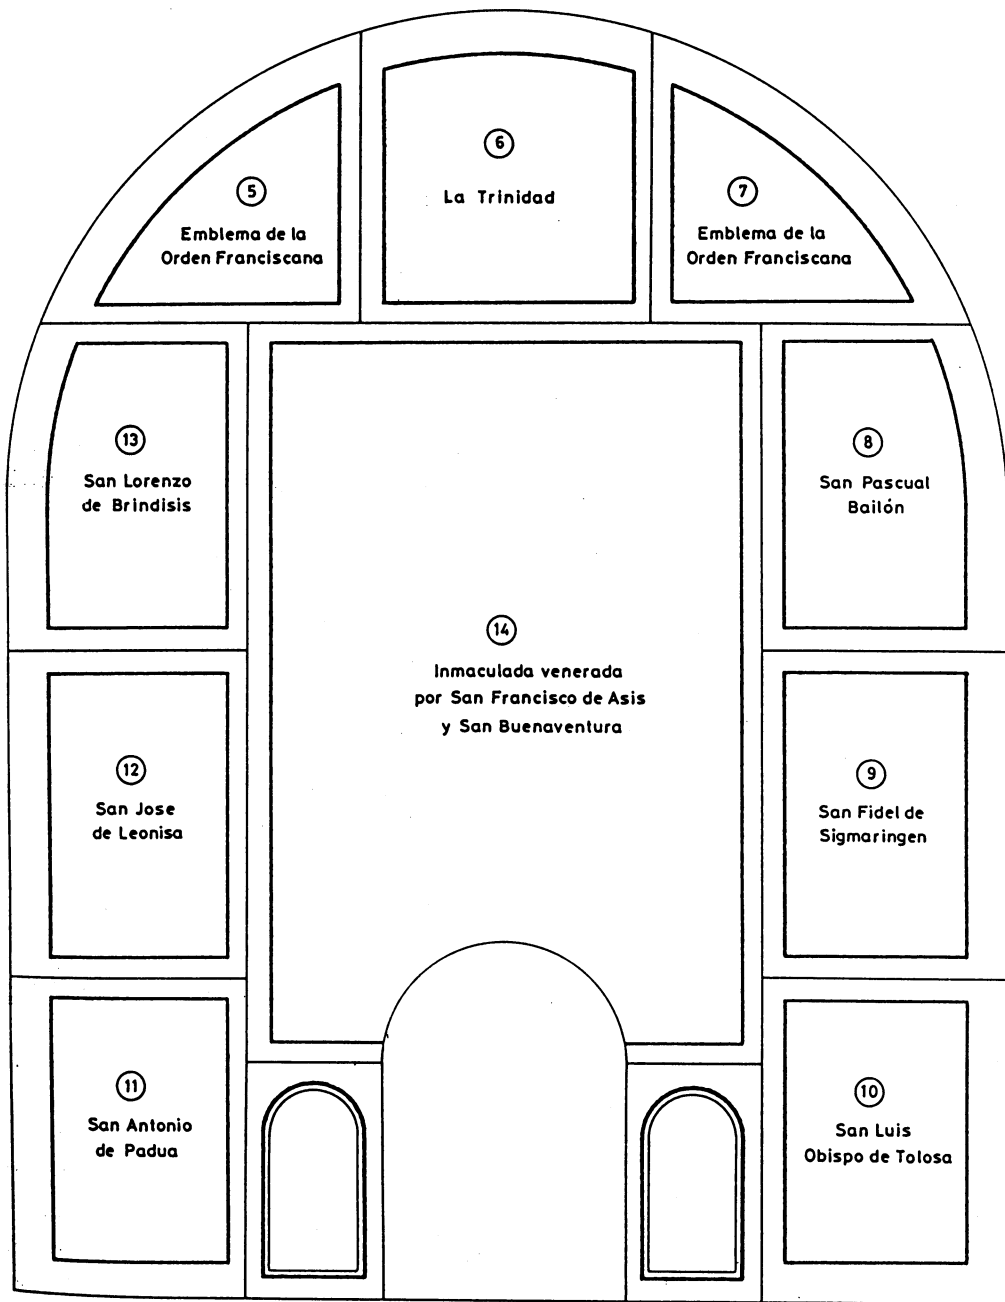 6
La Trinidad
5
Emblema de la
Orden Franciscana
7
Emblema de la
Orden Franciscana
13
San Lorenzo
de Brindisis
8
San Pascual
Bailón
14
Inmaculada venerada
por San Francisco de Asis
y San Buenaventura
12
San Jose
de Leonisa
9
San Fidel de
Sigmaringen
11
San Antonio
de Padua
10
San Luis
Obispo de Tolosa